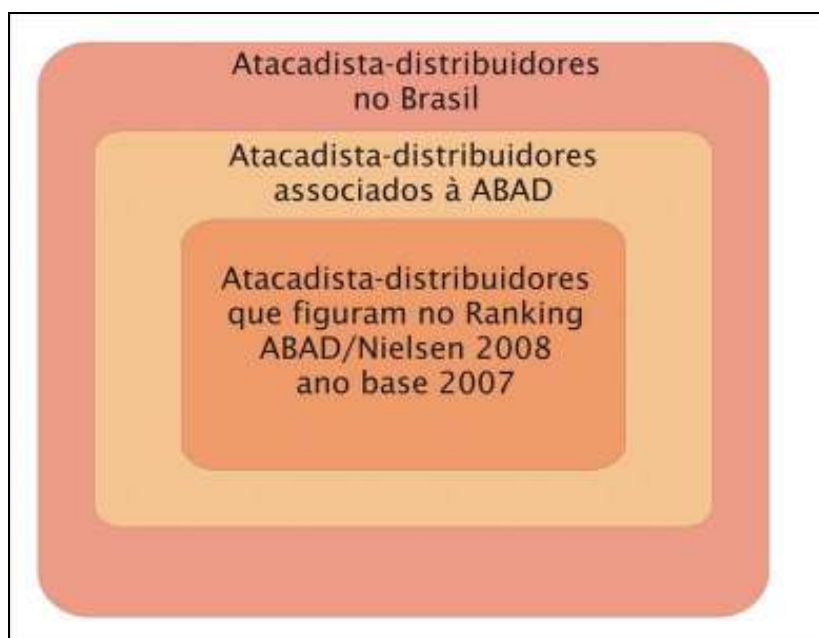 Atacadista-distribuidores
no Brasil
Atacadista-distribuidores
associados à ABAD
Atacadista-distribuidores
que figuram no Ranking
ABAD/Nielsen 2008
ano base 2007